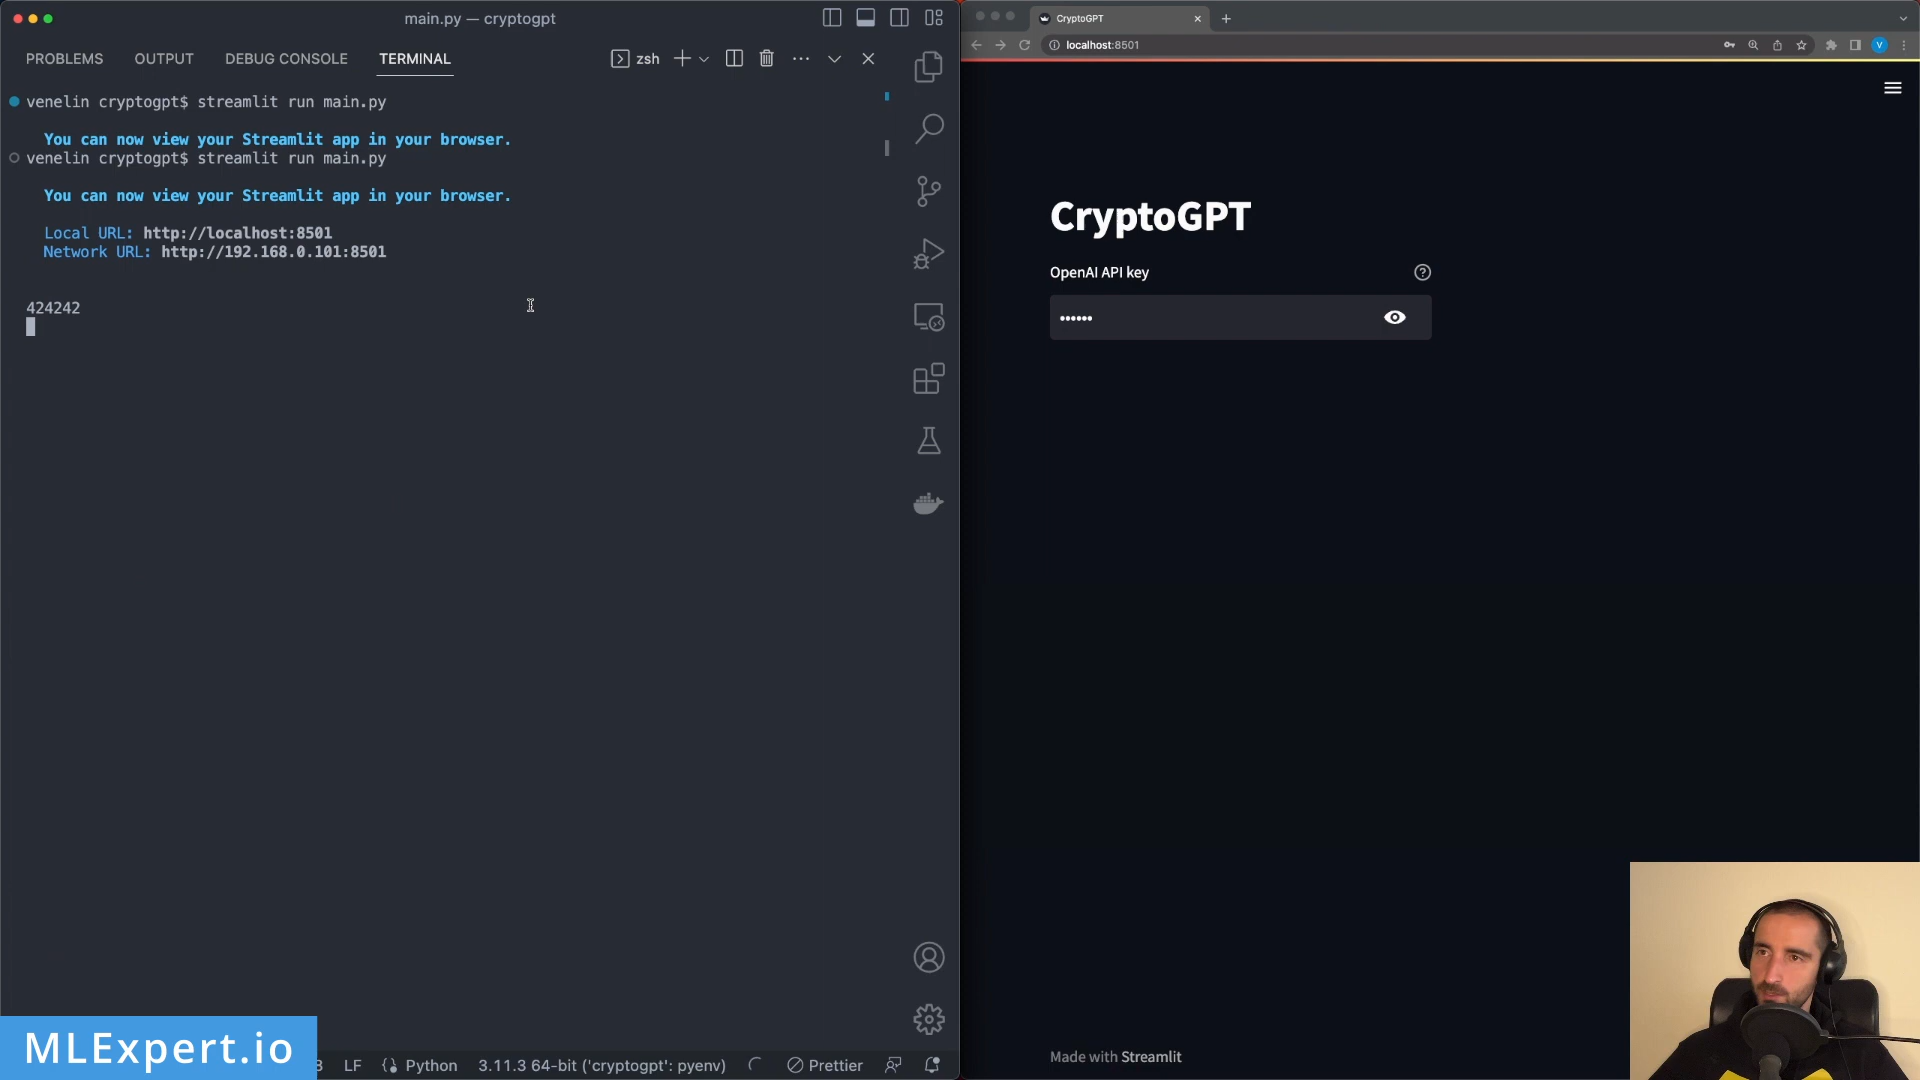 main.py — cryptogpt
PROBLEMS OUTPUT DEBUG CONSOLE TERMINAL zsh
venelin cryptogpt$ streamlit run main.py
You can now view your Streamlit app in your browser.
venelin cryptogpt$ streamlit run main.py
You can now view your Streamlit app in your browser.
Local URL: http://localhost:8501
Network URL: http://192.168.0.101:8501
424242
MLExpert.io
LF Python 3.11.3 64-bit ('cryptogpt': pyenv) Prettier
CryptoGPT
localhost:8501
V
CryptoGPT
OpenAI API key
••••••
Made with Streamlit